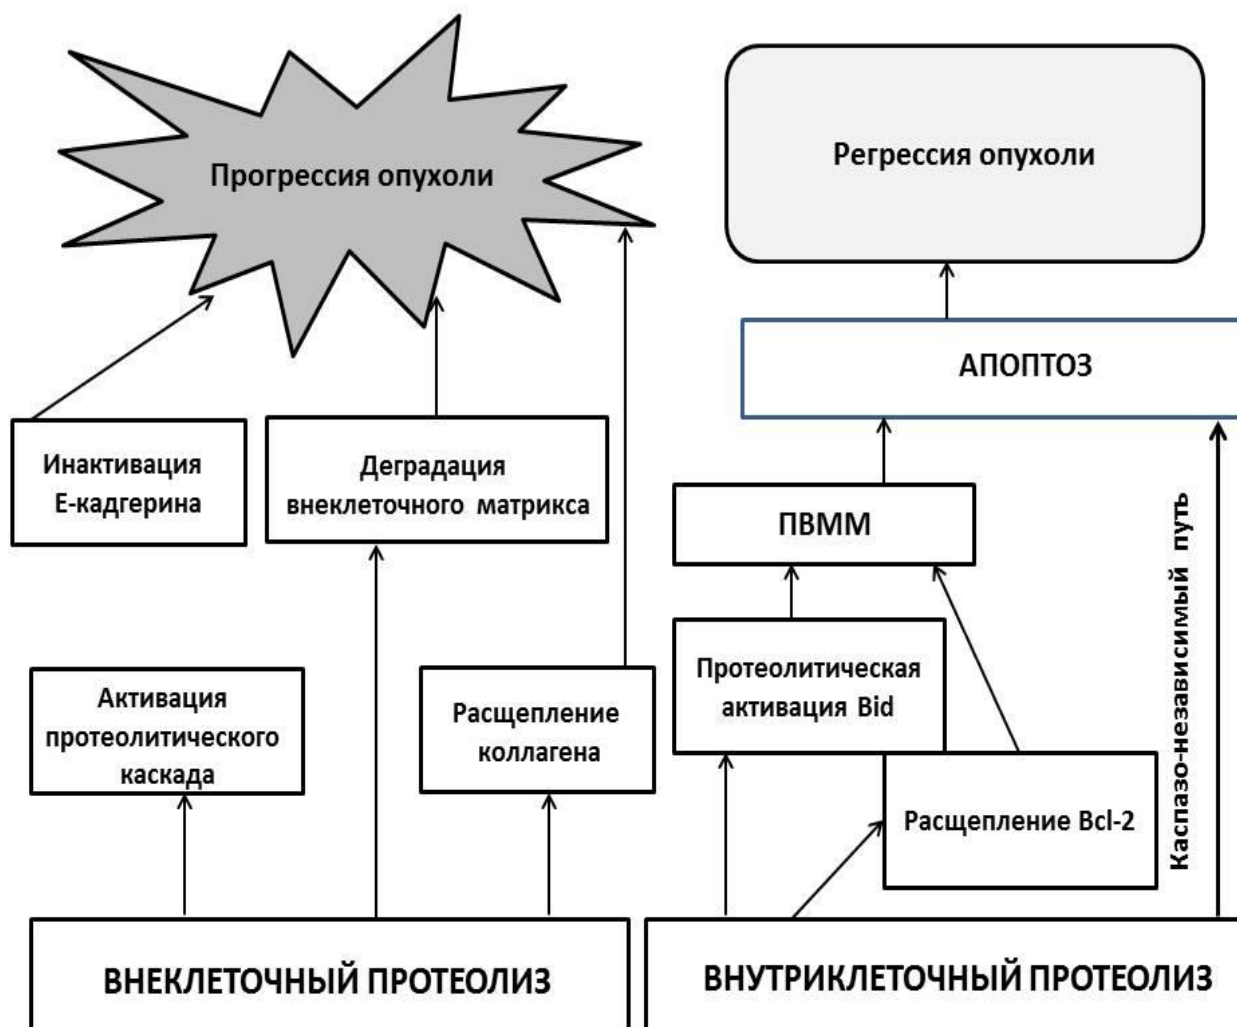 Прогрессия опухоли
Регрессия опухоли
АПОПТОЗ
Инактивация
Е-кадгерина
Деградация
внеклеточного матрикса
ПВММ
Каспазо-независимый путь
Протеолитическая
активация Bid
Активация
протеолитического
каскада
Расщепление
коллагена
Расщепление Bcl-2
ВНЕКЛЕТОЧНЫЙ ПРОТЕОЛИЗ
ВНУТРИКЛЕТОЧНЫЙ ПРОТЕОЛИЗ